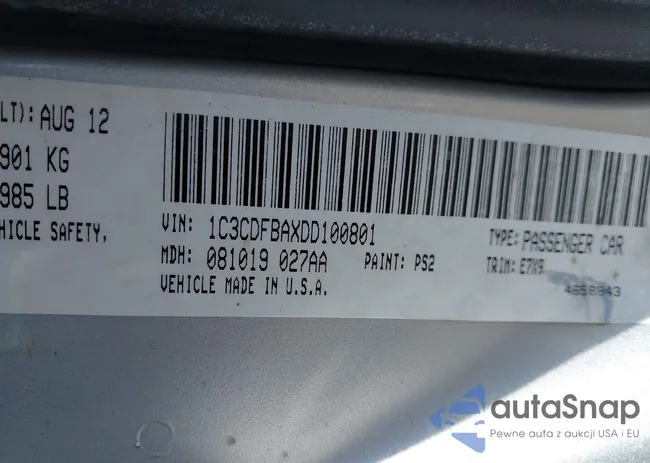 LT): AUG 12
901 KG
985 LB
HICLE SAFETY,
VIN: 1C3CDFBAXDD100801
MDH: 081019 027AA
PAINT: PS2
VEHICLE MADE IN U.S.A.
TYPE: PASSENGER CAR
TRIM: E7X9
4658843
autoSnap
Pewne auta z aukcji USA i EU